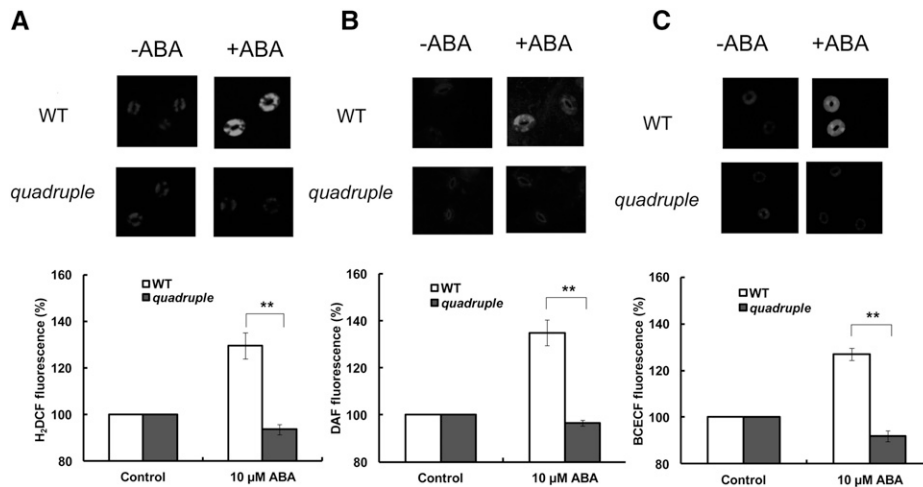 A
-ABA +ABA
WT
quadruple
H₂DCF fluorescence (%)
160
140
120
100
80
WT
quadruple
**
Control
10 µM ABA
B
-ABA +ABA
WT
quadruple
DAF fluorescence (%)
160
140
120
100
80
WT
quadruple
**
Control
10 µM ABA
C
-ABA +ABA
WT
quadruple
BCECF fluorescence (%)
160
140
120
100
80
WT
quadruple
**
Control
10 µM ABA